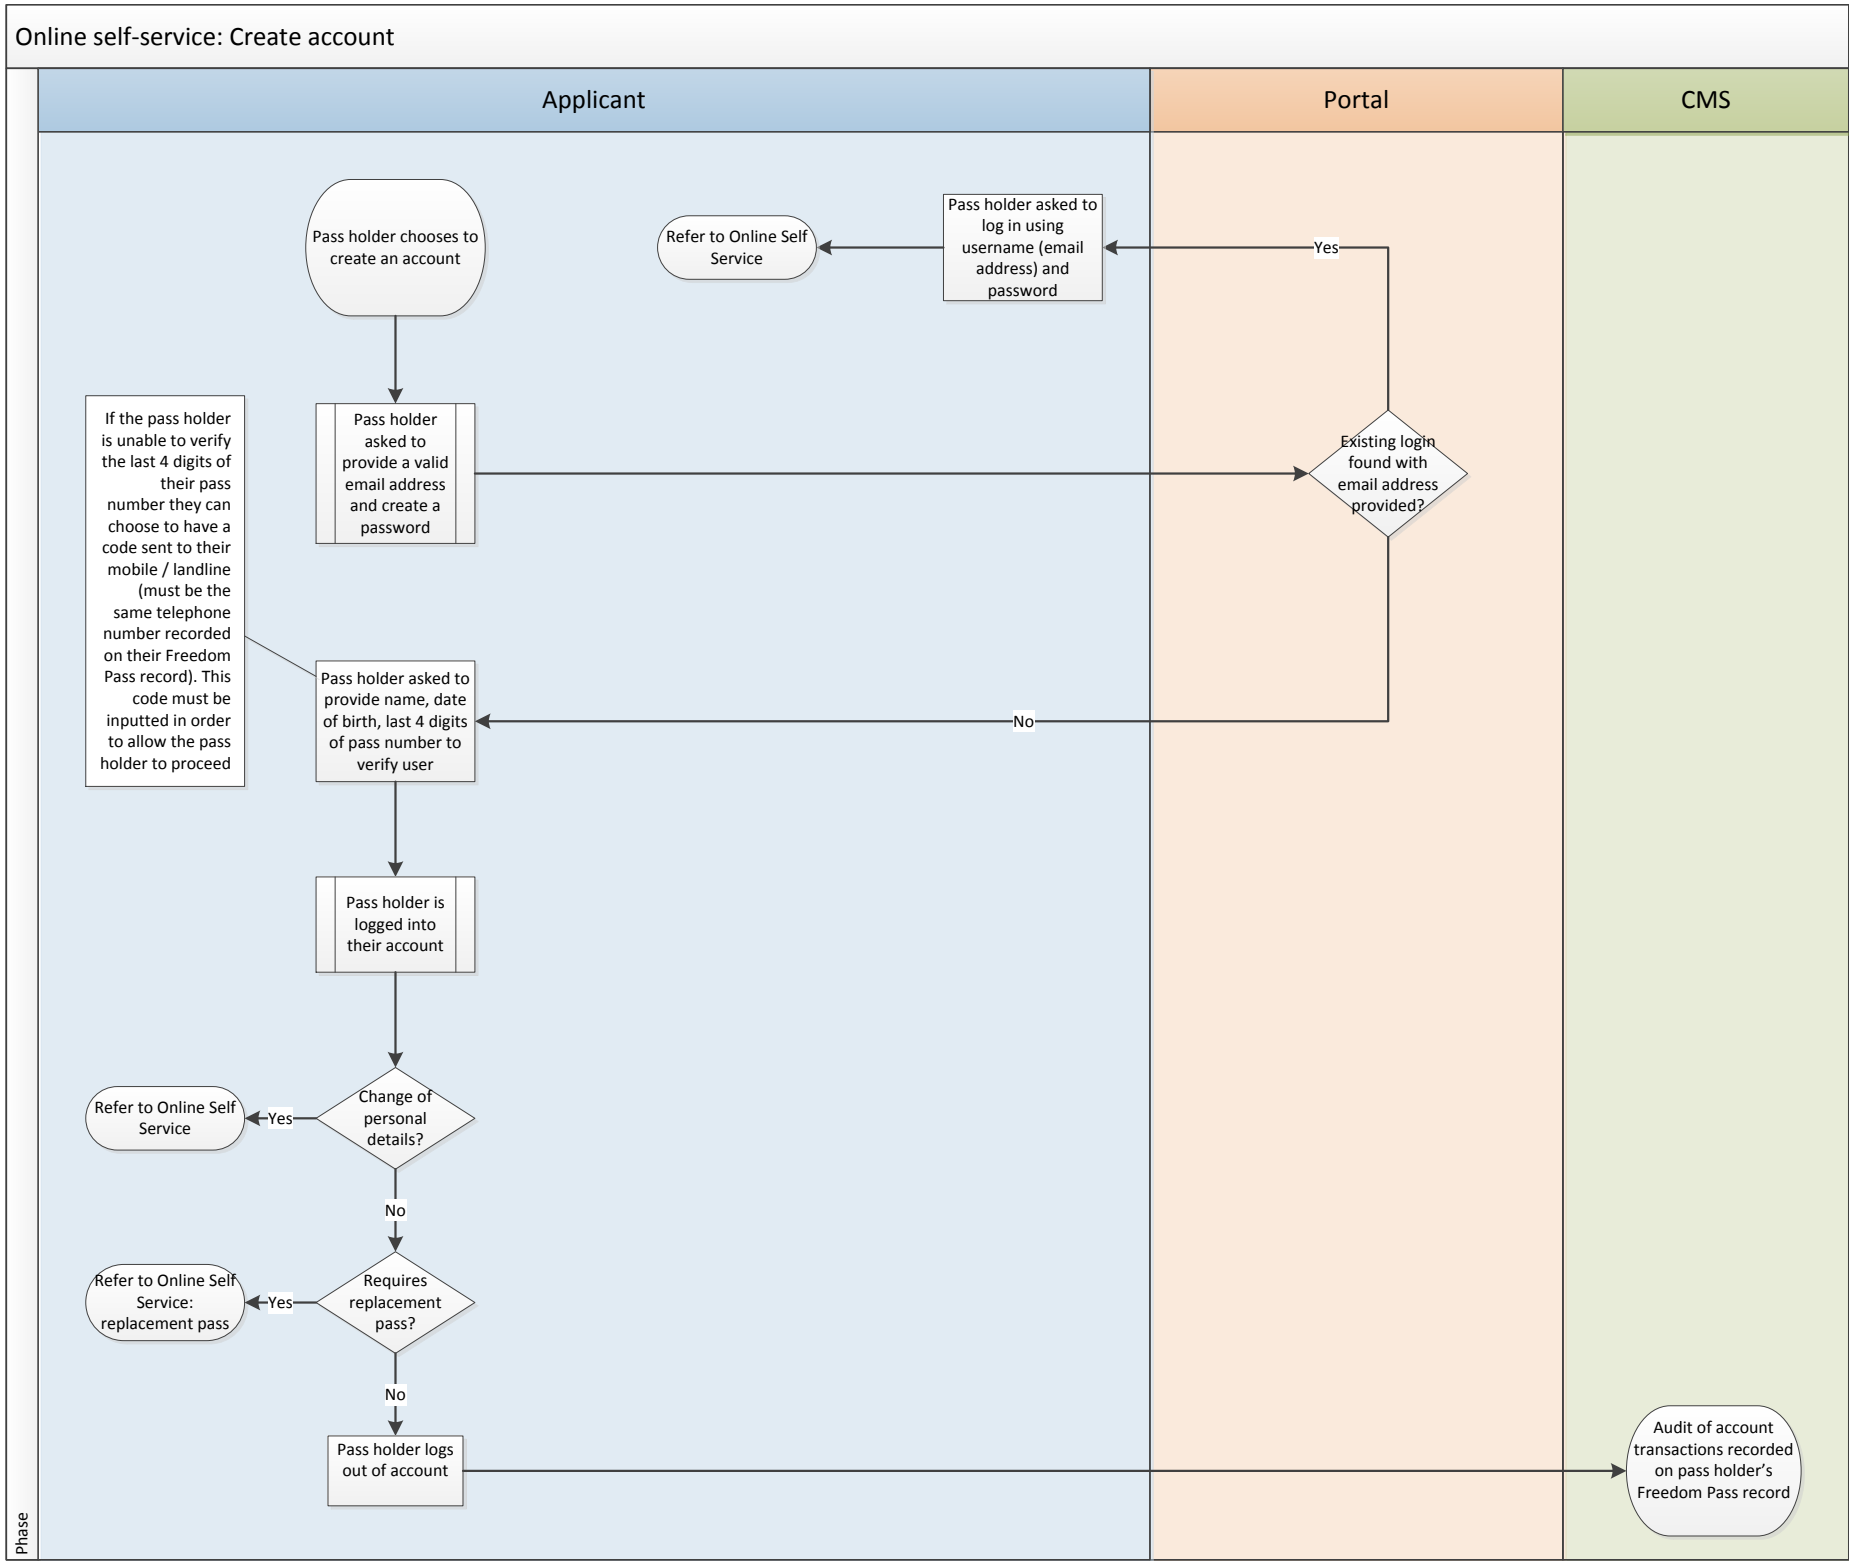 Online self-service: Create account
Applicant
Portal
CMS
Pass holder chooses to
create an account
Refer to Online Self
Service
Pass holder asked to
log in using
username (email
address) and
password
Yes
If the pass holder
is unable to verify
the last 4 digits of
their pass
number they can
choose to have a
code sent to their
mobile / landline
(must be the
same telephone
number recorded
on their Freedom
Pass record). This
code must be
inputted in order
to allow the pass
holder to proceed
Pass holder
asked to
provide a valid
email address
and create a
password
Existing login
found with
email address
provided?
Pass holder asked to
provide name, date
of birth, last 4 digits
of pass number to
verify user
No
Pass holder is
logged into
their account
Refer to Online Self
Service
Yes
Change of
personal
details?
No
Refer to Online Self
Service:
replacement pass
Yes
Requires
replacement
pass?
No
Pass holder logs
out of account
Audit of account
transactions recorded
on pass holder’s
Freedom Pass record
Phase